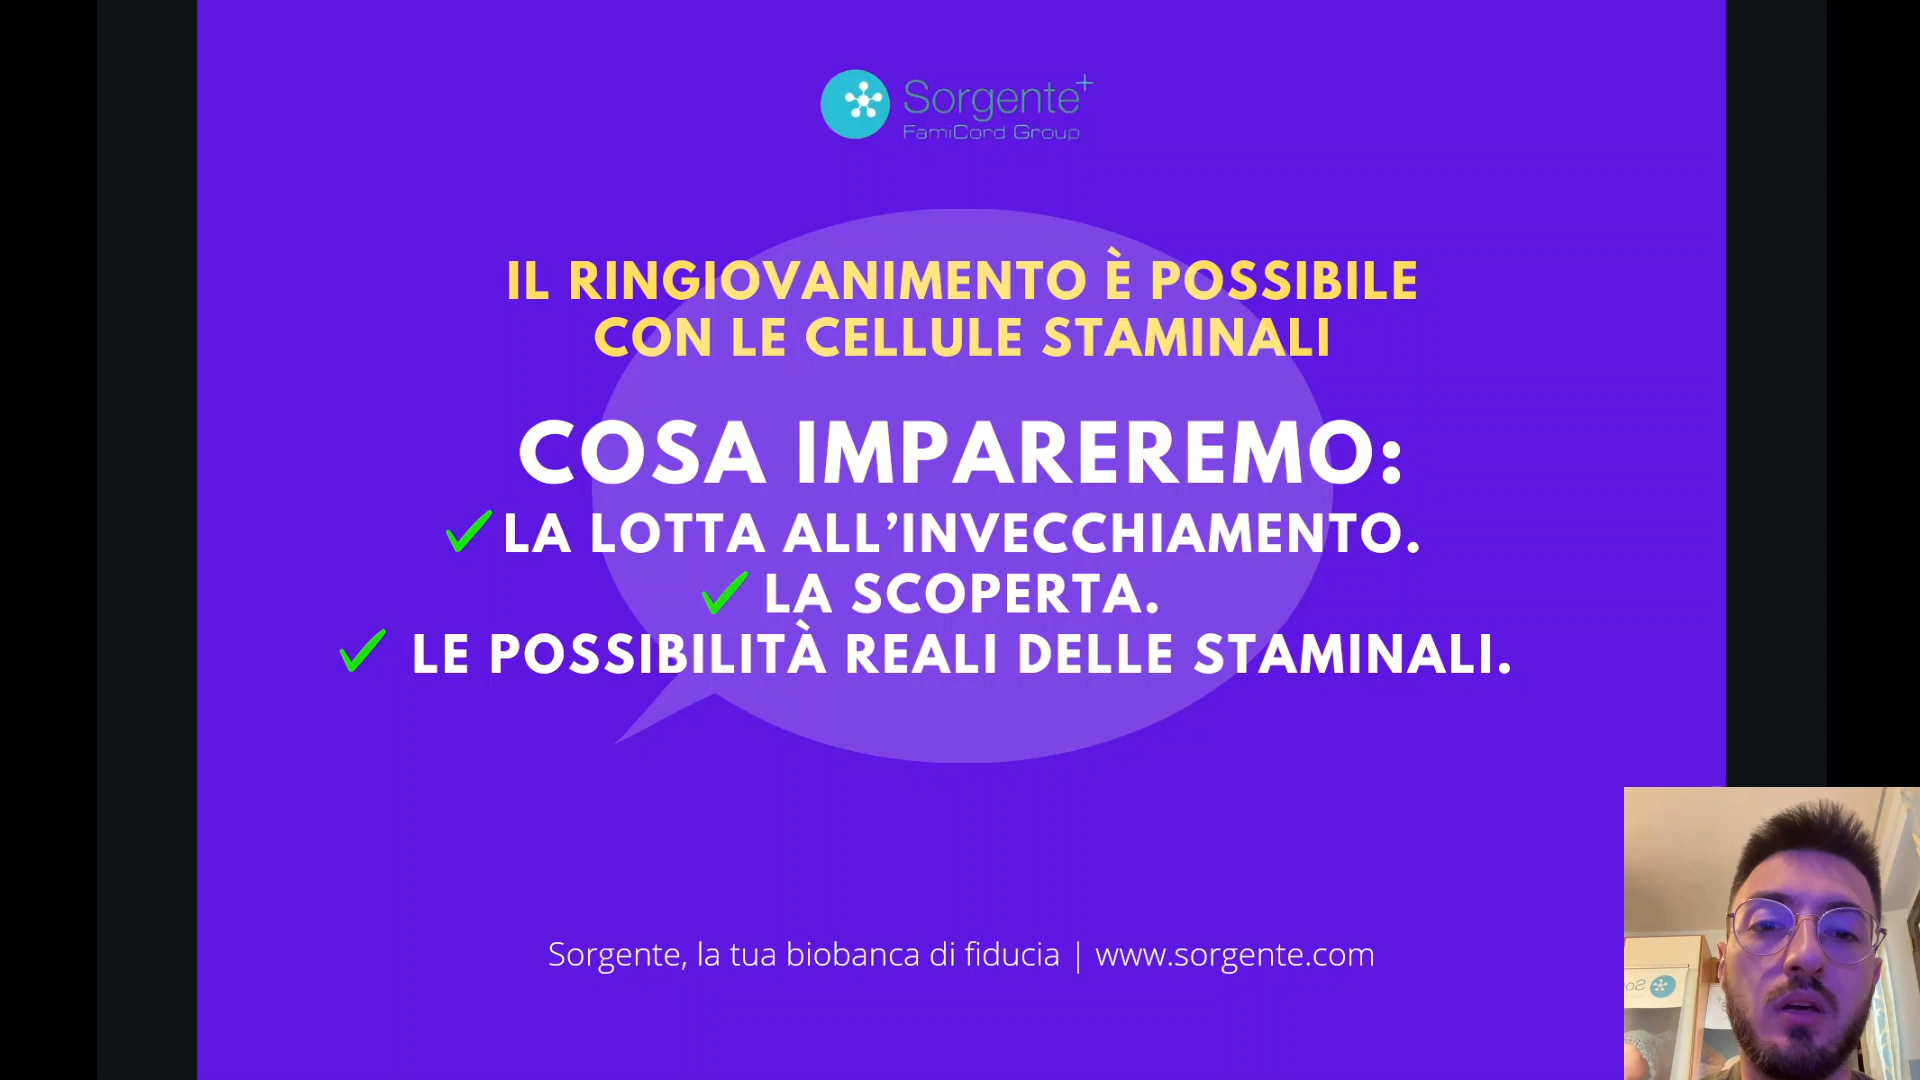 Sorgente+
FamiCord Group
IL RINGIOVANIMENTO È POSSIBILE
CON LE CELLULE STAMINALI
COSA IMPAREREMO:
LA LOTTA ALL’INVECCHIAMENTO.
LA SCOPERTA.
LE POSSIBILITÀ REALI DELLE STAMINALI.
Sorgente, la tua biobanca di fiducia | www.sorgente.com